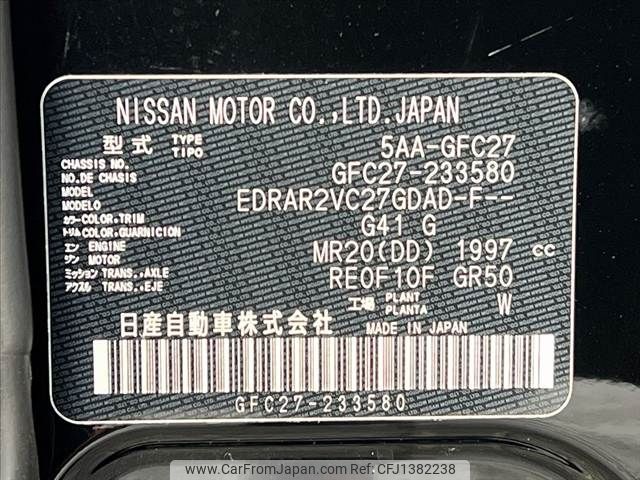 NISSAN MOTOR CO.,LTD.JAPAN
型式 TYPE TIPO 5AA-GFC27
CHASSIS NO. NO.DE CHASIS GFC27-233580
MODEL MODELO EDRAR2VC27GDAD-F--
カラー COLOR,TRIM トリム COLOR,GUARNICION G41 G
エンジン ENGINE MOTOR MR20(DD) 1997 cc
ミッション TRANS.,AXLE アクスル TRANS.,EJE RE0F10F GR50
工場 PLANT PLANTA W
日産自動車株式会社 MADE IN JAPAN
GFC27-233580
www.CarFromJapan.com | CFJ1382238